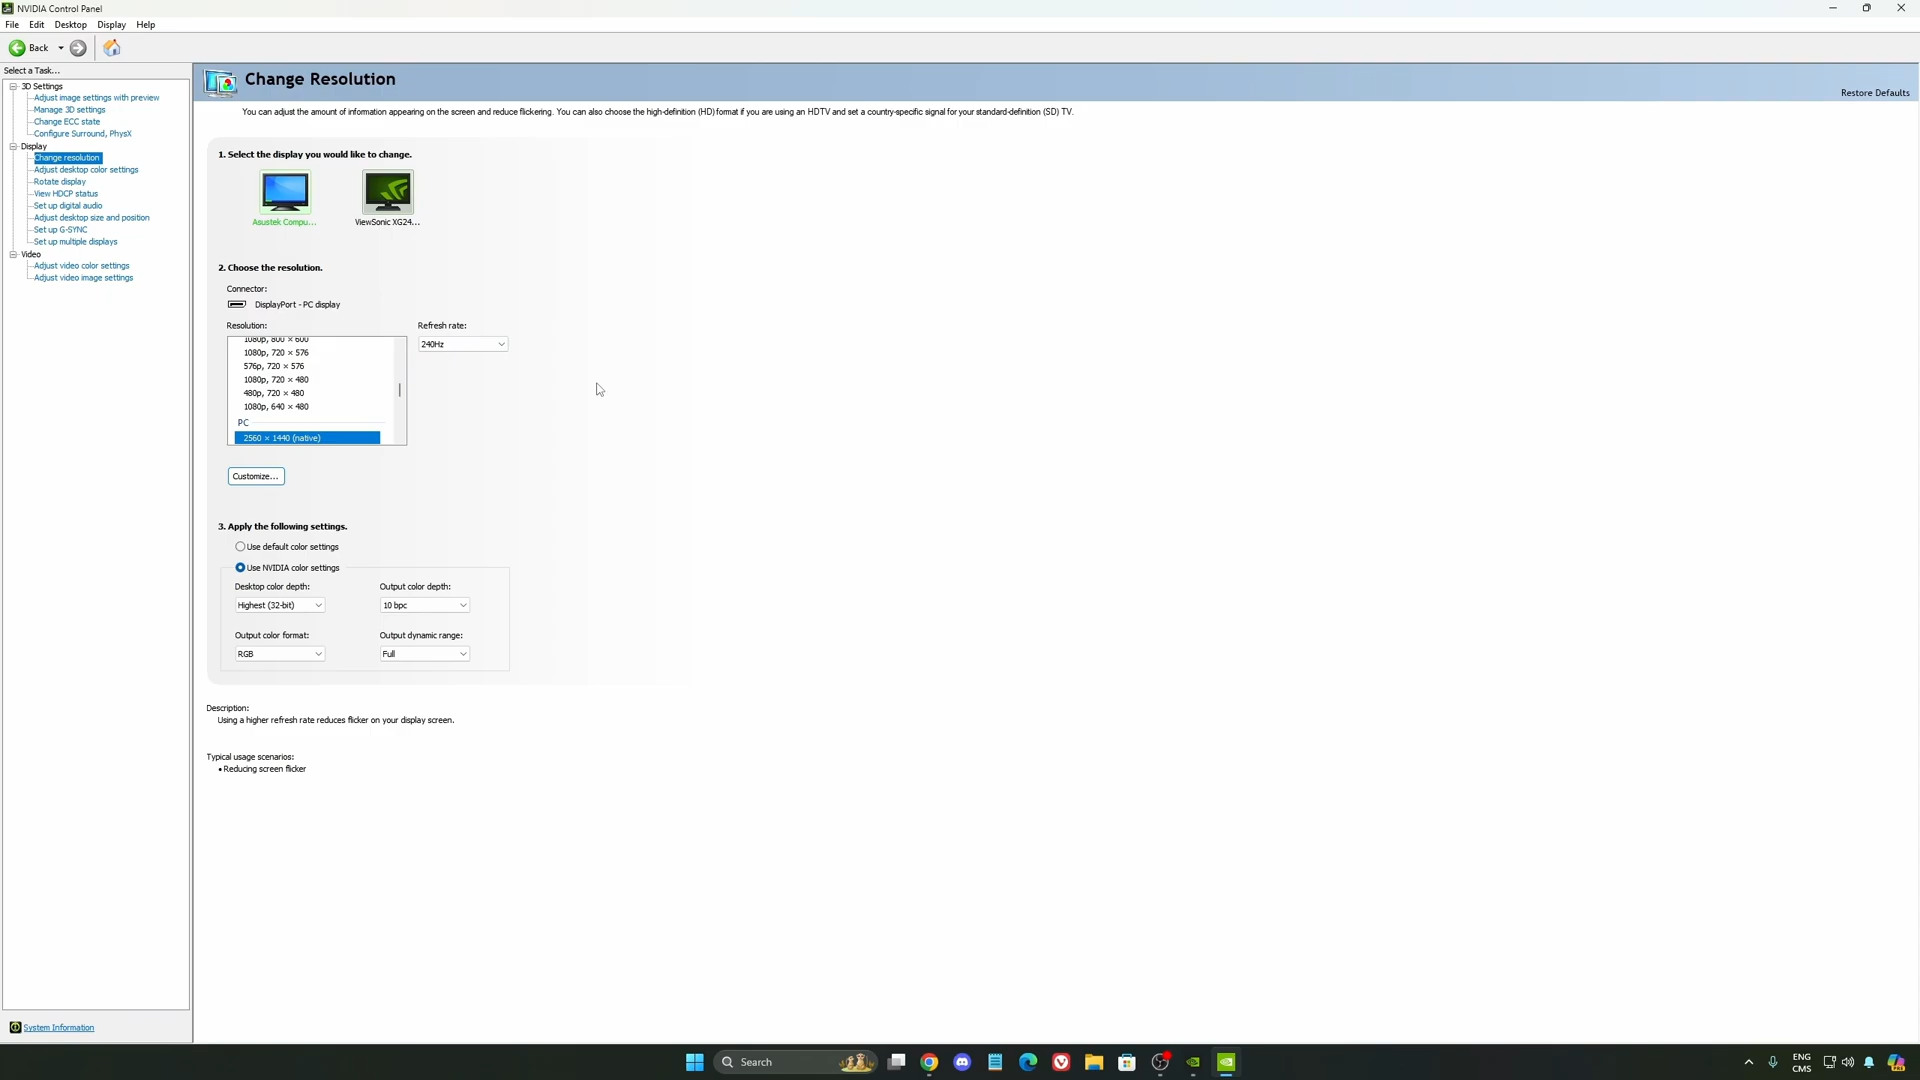 NVIDIA Control Panel
File Edit Desktop Display Help
Back
Select a Task...
3D Settings
Adjust image settings with preview
Manage 3D settings
Change ECC state
Configure Surround, PhysX
Display
Change resolution
Adjust desktop color settings
Rotate display
View HDCP status
Set up digital audio
Adjust desktop size and position
Set up G-SYNC
Set up multiple displays
Video
Adjust video color settings
Adjust video image settings
System Information
Change Resolution
Restore Defaults
You can adjust the amount of information appearing on the screen and reduce flickering. You can also choose the high-definition (HD) format if you are using an HDTV and set a country-specific signal for your standard-definition (SD) TV.
1. Select the display you would like to change.
Asustek Compu... ViewSonic XG24...
2. Choose the resolution.
Connector:
DisplayPort - PC display
Resolution: Refresh rate:
240Hz
1080p, 800 × 600
1080p, 720 × 576
576p, 720 × 576
1080p, 720 × 480
480p, 720 × 480
1080p, 640 × 480
PC
2560 × 1440 (native)
Customize...
3. Apply the following settings.
Use default color settings
Use NVIDIA color settings
Desktop color depth: Output color depth:
Highest (32-bit) 10 bpc
Output color format: Output dynamic range:
RGB Full
Description:
Using a higher refresh rate reduces flicker on your display screen.
Typical usage scenarios:
• Reducing screen flicker
Search
ENG
CMS
PRE